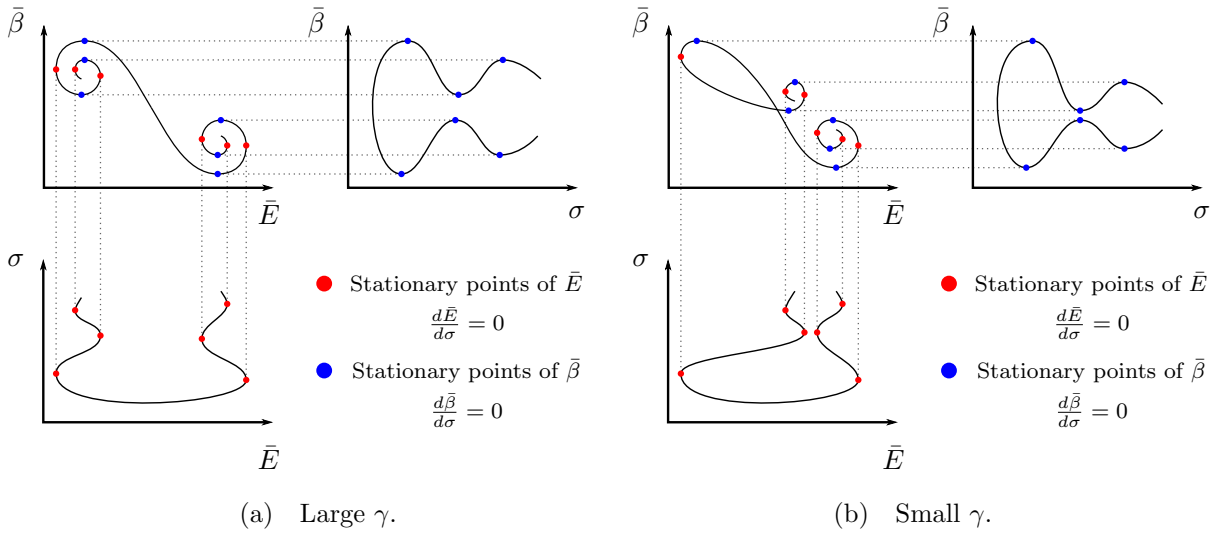 β̄
β̄
Ē
σ
σ
Ē
Stationary points of Ē
dĒ/dσ = 0
Stationary points of β̄
dβ̄/dσ = 0
(a) Large γ.
β̄
β̄
Ē
σ
σ
Ē
Stationary points of Ē
dĒ/dσ = 0
Stationary points of β̄
dβ̄/dσ = 0
(b) Small γ.